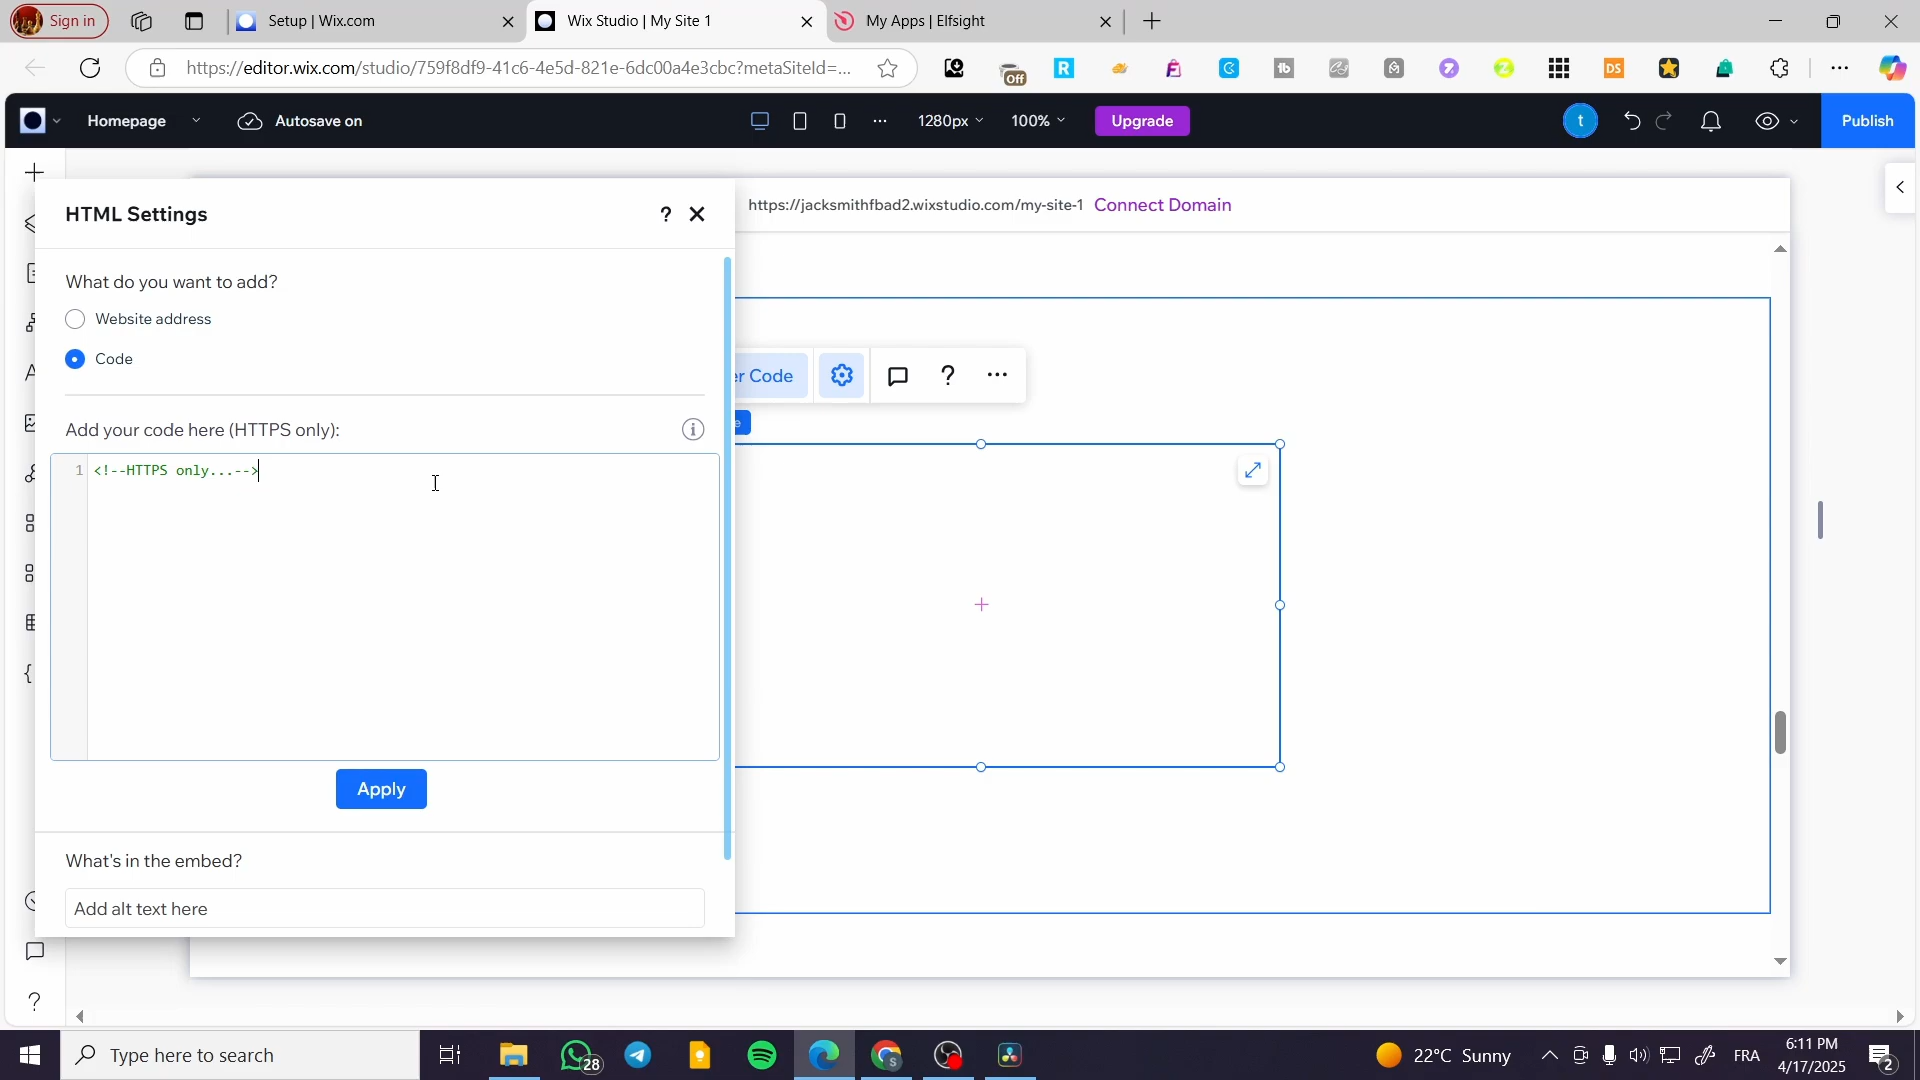 Sign in
Setup | Wix.com
Wix Studio | My Site 1
My Apps | Elfsight
https://editor.wix.com/studio/759f8df9-41c6-4e5d-821e-6dc00a4e3cbc?metaSiteId=...
Off
R
tb
DS
Homepage
Autosave on
1280px
100%
Upgrade
t
Publish
HTML Settings
?
https://jacksmithfbad2.wixstudio.com/my-site-1 Connect Domain
What do you want to add?
Website address
Code
er Code
?
Add your code here (HTTPS only):
e
1 <!--HTTPS only...-->
Apply
What's in the embed?
Add alt text here
?
Type here to search
28
S
22°C Sunny
FRA
6:11 PM
4/17/2025
2